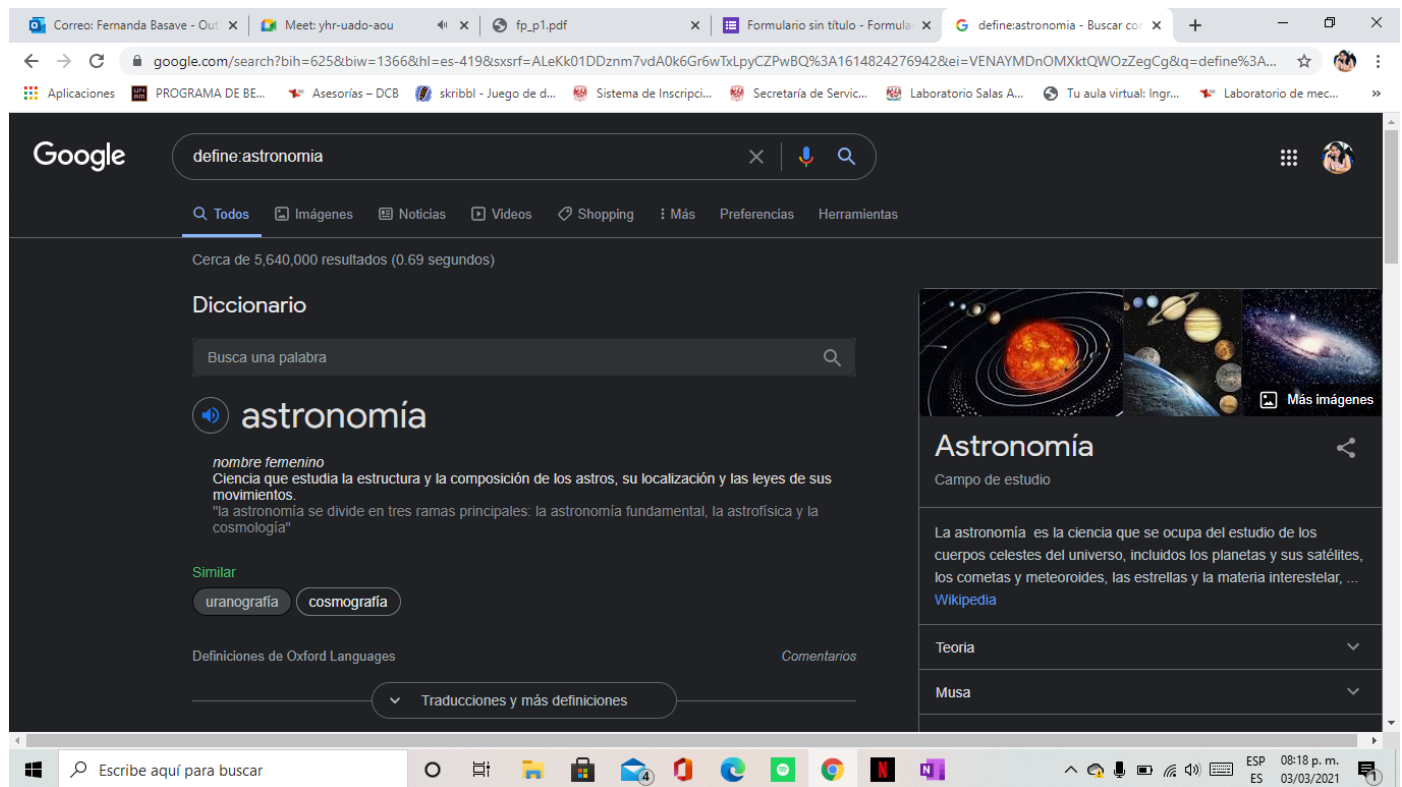 Correo: Fernanda Basave - Out
Meet: yhr-uado-aou
fp_p1.pdf
Formulario sin título - Formula
define:astronomia - Buscar con
google.com/search?bih=625&biw=1366&hl=es-419&sxsrf=ALeKk01DDznm7vdA0k6Gr6wTxLpyCZPwBQ%3A1614824276942&ei=VENAYMDnOMXktQWOzZegCg&q=define%3A...
Aplicaciones
PROGRAMA DE BE...
Asesorías – DCB
skribbl - Juego de d...
Sistema de Inscripci...
Secretaría de Servic...
Laboratorio Salas A...
Tu aula virtual: Ingr...
Laboratorio de mec...
Google
define:astronomia
Todos
Imágenes
Noticias
Videos
Shopping
Más
Preferencias
Herramientas
Cerca de 5,640,000 resultados (0.69 segundos)
Diccionario
Busca una palabra
astronomía
nombre femenino
Ciencia que estudia la estructura y la composición de los astros, su localización y las leyes de sus
movimientos.
"la astronomía se divide en tres ramas principales: la astronomía fundamental, la astrofísica y la
cosmología"
Similar
uranografía
cosmografía
Definiciones de Oxford Languages
Comentarios
Traducciones y más definiciones
Más imágenes
Astronomía
Campo de estudio
La astronomía es la ciencia que se ocupa del estudio de los
cuerpos celestes del universo, incluidos los planetas y sus satélites,
los cometas y meteoroides, las estrellas y la materia interestelar, ...
Wikipedia
Teoria
Musa
Escribe aquí para buscar
4
N
N
ESP
ES
08:18 p. m.
03/03/2021
1